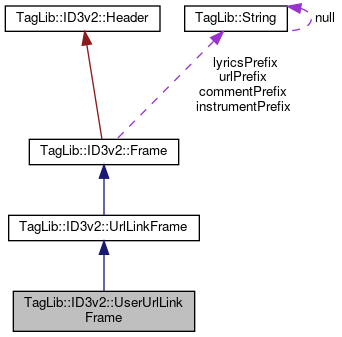 TagLib::ID3v2::Header
TagLib::String
null
lyricsPrefix
urlPrefix
commentPrefix
instrumentPrefix
TagLib::ID3v2::Frame
TagLib::ID3v2::UrlLinkFrame
TagLib::ID3v2::UserUrlLink
Frame